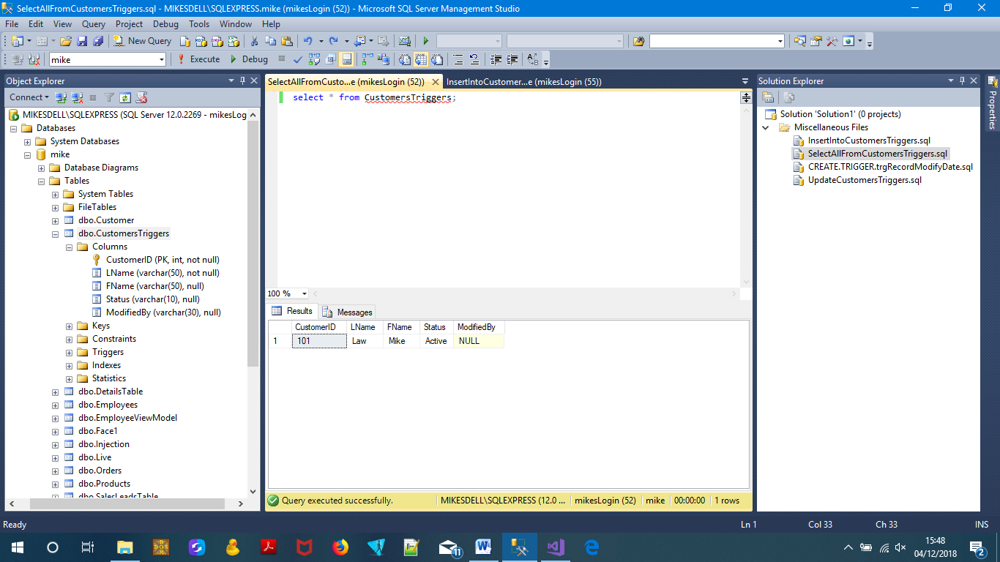 SelectAllFromCustomersTriggers.sql - MIKESDELL\SQLEXPRESS.mike (mikesLogin (52)) - Microsoft SQL Server Management Studio
File Edit View Query Project Debug Tools Window Help
New Query
mike Execute Debug
Object Explorer
Connect
MIKESDELL\SQLEXPRESS (SQL Server 12.0.2269 - mikesLog
Databases
System Databases
mike
Database Diagrams
Tables
System Tables
FileTables
dbo.Customer
dbo.CustomersTriggers
Columns
CustomerID (PK, int, not null)
LName (varchar(50), not null)
FName (varchar(50), null)
Status (varchar(10), null)
ModifiedBy (varchar(30), null)
Keys
Constraints
Triggers
Indexes
Statistics
dbo.DetailsTable
dbo.Employees
dbo.EmployeeViewModel
dbo.Face1
dbo.Injection
dbo.Live
dbo.Orders
dbo.Products
dbo.SalesLeadsTable
SelectAllFromCusto...e (mikesLogin (52)) InsertIntoCustomer...e (mikesLogin (55))
select * from CustomersTriggers;
100 %
Results Messages
CustomerID LName FName Status ModifiedBy
1 101 Law Mike Active NULL
Query executed successfully. MIKESDELL\SQLEXPRESS (12.0 ... mikesLogin (52) mike 00:00:00 1 rows
Solution Explorer
Solution 'Solution1' (0 projects)
Miscellaneous Files
InsertIntoCustomersTriggers.sql
SelectAllFromCustomersTriggers.sql
CREATE.TRIGGER.trgRecordModifyDate.sql
UpdateCustomersTriggers.sql
Properties
Ready Ln 1 Col 33 Ch 33 INS
DOS
11
15:48
04/12/2018
2